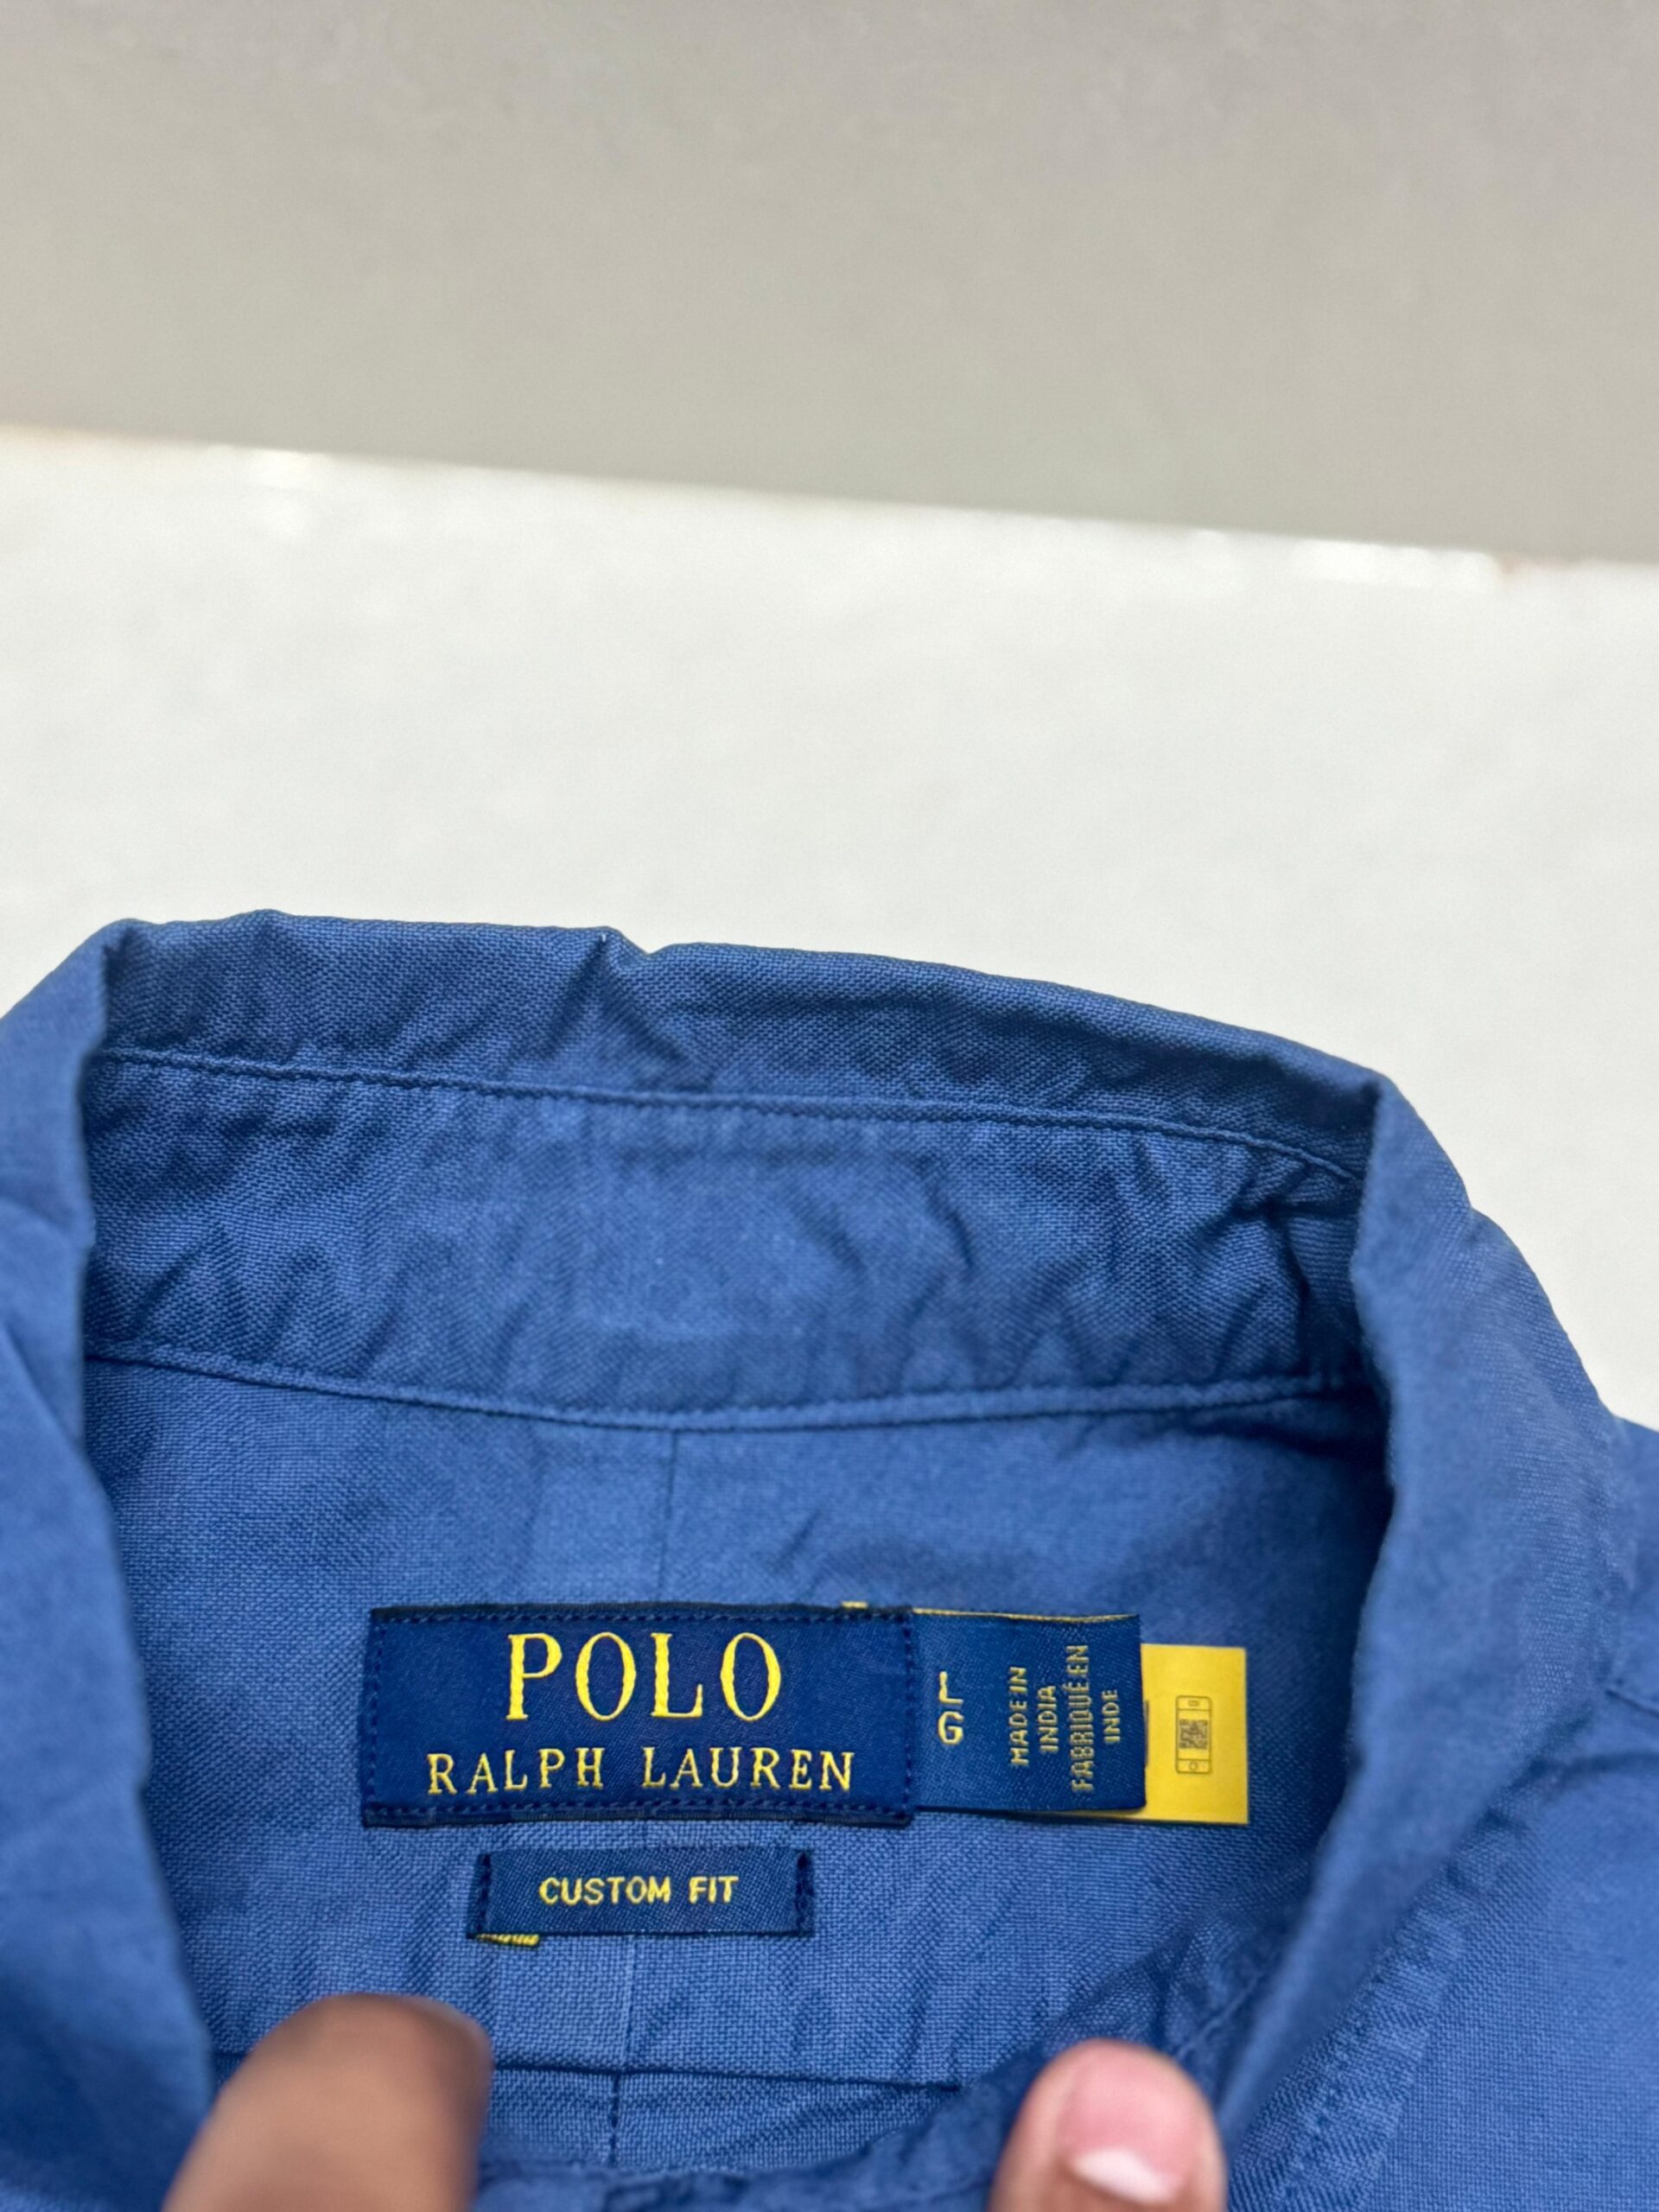 POLO
RALPH LAUREN
L
G
MADE IN
INDIA
FABRIQUÉ EN
INDE
CUSTOM FIT